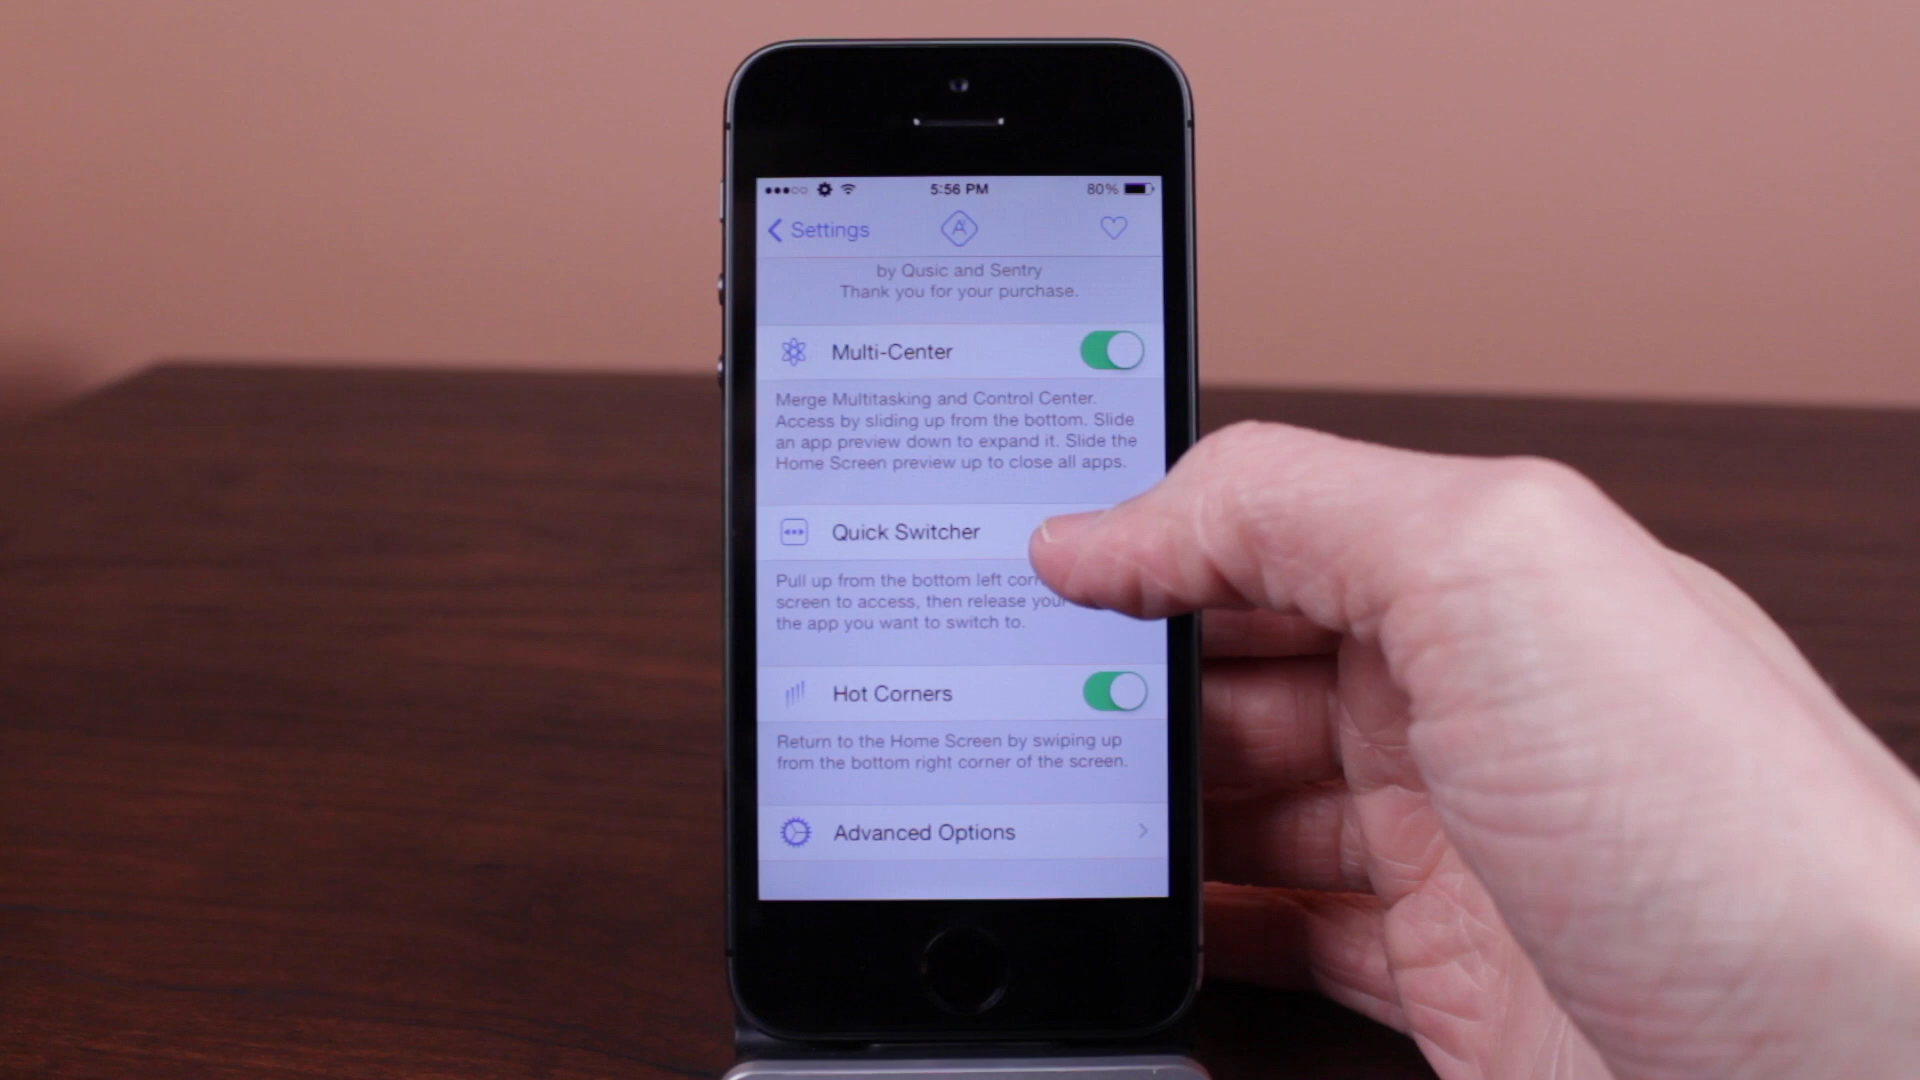 5:56 PM
80%
Settings
A
by Qusic and Sentry
Thank you for your purchase.
Multi-Center
Merge Multitasking and Control Center.
Access by sliding up from the bottom. Slide
an app preview down to expand it. Slide the
Home Screen preview up to close all apps.
Quick Switcher
Pull up from the bottom left
screen to access, then release
the app you want to switch to.
Hot Corners
Return to the Home Screen by swiping up
from the bottom right corner of the screen.
Advanced Options